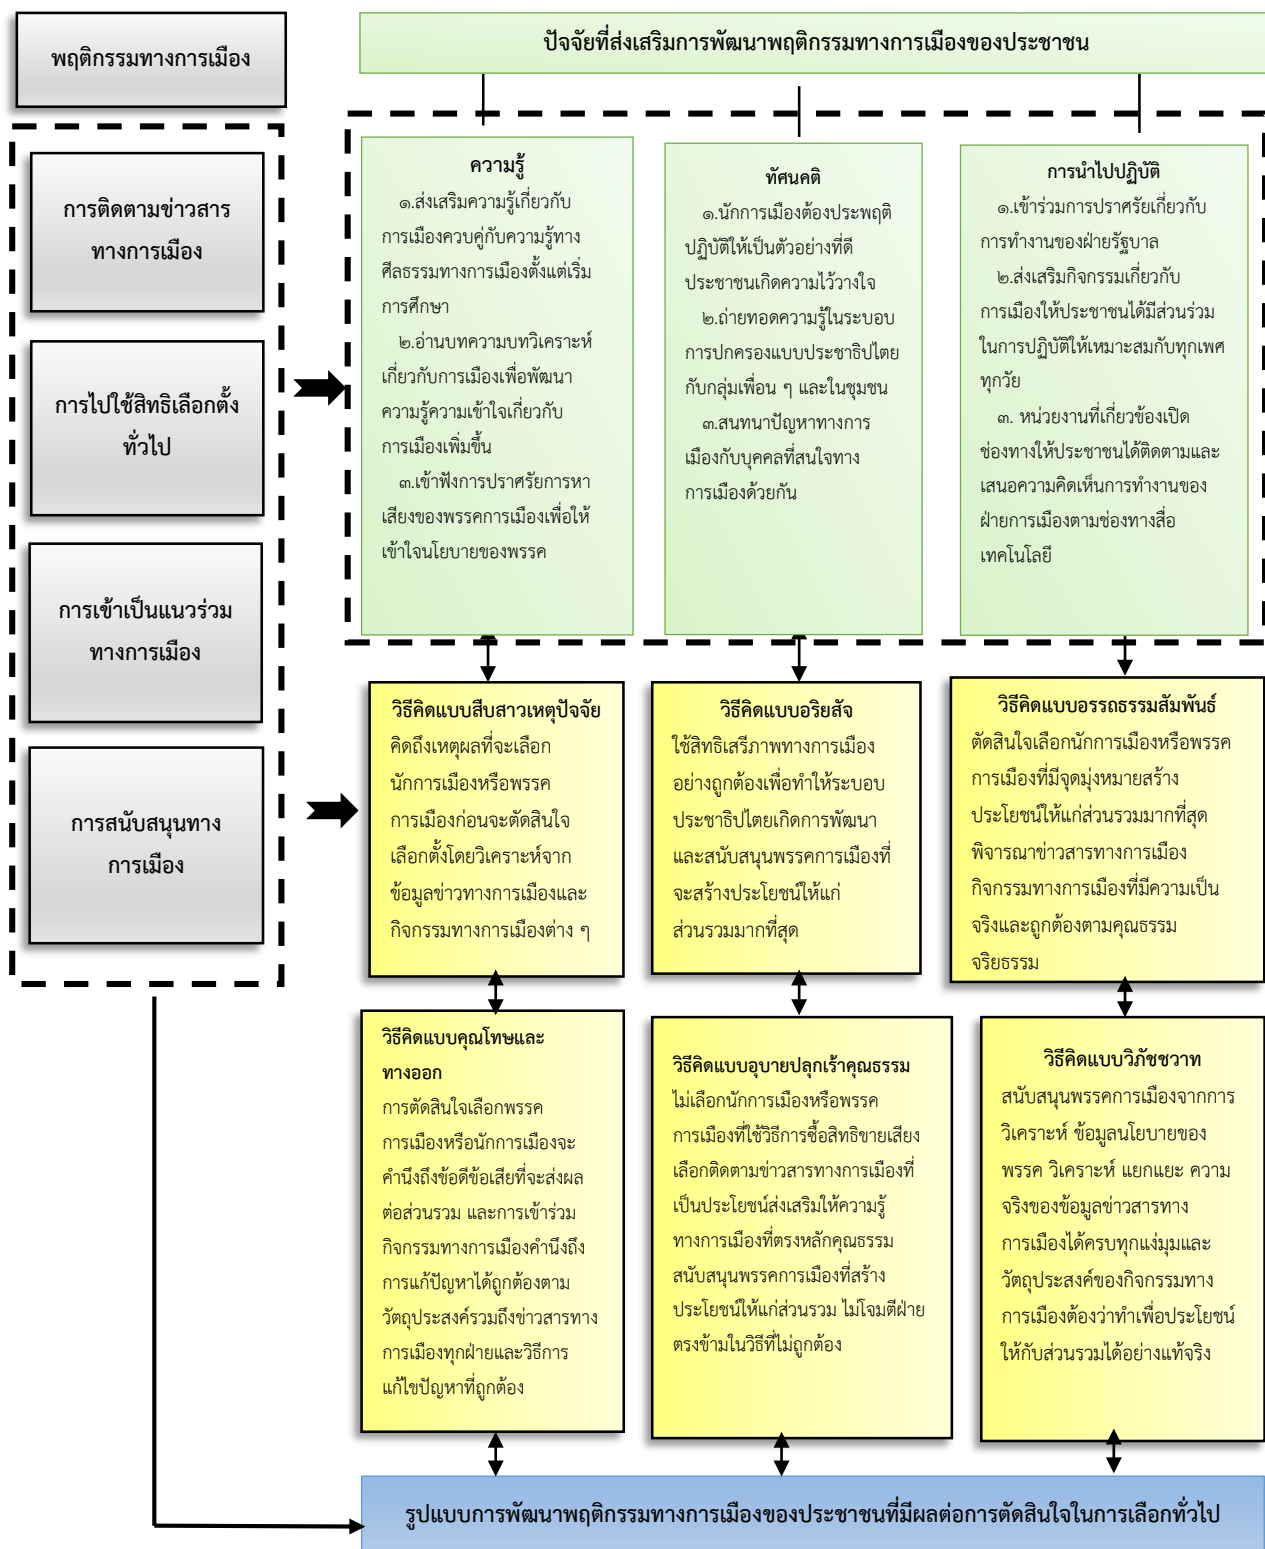 พฤติกรรมทางการเมือง
ปัจจัยที่ส่งเสริมการพัฒนาพฤติกรรมทางการเมืองของประชาชน
การติดตามข่าวสาร
ทางการเมือง
การไปใช้สิทธิเลือกตั้ง
ทั่วไป
การเข้าเป็นแนวร่วม
ทางการเมือง
การสนับสนุนทาง
การเมือง
ความรู้
๑.ส่งเสริมความรู้เกี่ยวกับ
การเมืองควบคู่กับความรู้ทาง
ศีลธรรมทางการเมืองตั้งแต่เริ่ม
การศึกษา
๒.อ่านบทความบทวิเคราะห์
เกี่ยวกับการเมืองเพื่อพัฒนา
ความรู้ความเข้าใจเกี่ยวกับ
การเมืองเพิ่มขึ้น
๓.เข้าฟังการปราศรัยการหา
เสียงของพรรคการเมืองเพื่อให้
เข้าใจนโยบายของพรรค
ทัศนคติ
๑.นักการเมืองต้องประพฤติ
ปฏิบัติให้เป็นตัวอย่างที่ดี
ประชาชนเกิดความไว้วางใจ
๒.ถ่ายทอดความรู้ในระบอบ
การปกครองแบบประชาธิปไตย
กับกลุ่มเพื่อน ๆ และในชุมชน
๓.สนทนาปัญหาทางการ
เมืองกับบุคคลที่สนใจทาง
การเมืองด้วยกัน
การนำไปปฏิบัติ
๑.เข้าร่วมการปราศรัยเกี่ยวกับ
การทำงานของฝ่ายรัฐบาล
๒.ส่งเสริมกิจกรรมเกี่ยวกับ
การเมืองให้ประชาชนได้มีส่วนร่วม
ในการปฏิบัติให้เหมาะสมกับทุกเพศ
ทุกวัย
๓. หน่วยงานที่เกี่ยวข้องเปิด
ช่องทางให้ประชาชนได้ติดตามและ
เสนอความคิดเห็นการทำงานของ
ฝ่ายการเมืองตามช่องทางสื่อ
เทคโนโลยี
วิธีคิดแบบสืบสาวเหตุปัจจัย
คิดถึงเหตุผลที่จะเลือก
นักการเมืองหรือพรรค
การเมืองก่อนจะตัดสินใจ
เลือกตั้งโดยวิเคราะห์จาก
ข้อมูลข่าวทางการเมืองและ
กิจกรรมทางการเมืองต่าง ๆ
วิธีคิดแบบอริยสัจ
ใช้สิทธิเสรีภาพทางการเมือง
อย่างถูกต้องเพื่อทำให้ระบอบ
ประชาธิปไตยเกิดการพัฒนา
และสนับสนุนพรรคการเมืองที่
จะสร้างประโยชน์ให้แก่
ส่วนรวมมากที่สุด
วิธีคิดแบบอรรถธรรมสัมพันธ์
ตัดสินใจเลือกนักการเมืองหรือพรรค
การเมืองที่มีจุดมุ่งหมายสร้าง
ประโยชน์ให้แก่ส่วนรวมมากที่สุด
พิจารณาข่าวสารทางการเมือง
กิจกรรมทางการเมืองที่มีความเป็น
จริงและถูกต้องตามคุณธรรม
จริยธรรม
วิธีคิดแบบคุณโทษและ
ทางออก
การตัดสินใจเลือกพรรค
การเมืองหรือนักการเมืองจะ
คำนึงถึงข้อดีข้อเสียที่จะส่งผล
ต่อส่วนรวม และการเข้าร่วม
กิจกรรมทางการเมืองคำนึงถึง
การแก้ปัญหาได้ถูกต้องตาม
วัตถุประสงค์รวมถึงข่าวสารทาง
การเมืองทุกฝ่ายและวิธีการ
แก้ไขปัญหาที่ถูกต้อง
วิธีคิดแบบอุบายปลุกเร้าคุณธรรม
ไม่เลือกนักการเมืองหรือพรรค
การเมืองที่ใช้วิธีการซื้อสิทธิขายเสียง
เลือกติดตามข่าวสารทางการเมืองที่
เป็นประโยชน์ส่งเสริมให้ความรู้
ทางการเมืองที่ตรงหลักคุณธรรม
สนับสนุนพรรคการเมืองที่สร้าง
ประโยชน์ให้แก่ส่วนรวม ไม่โจมตีฝ่าย
ตรงข้ามในวิธีที่ไม่ถูกต้อง
วิธีคิดแบบวิภัชชวาท
สนับสนุนพรรคการเมืองจากการ
วิเคราะห์ ข้อมูลนโยบายของ
พรรค วิเคราะห์ แยกแยะ ความ
จริงของข้อมูลข่าวสารทาง
การเมืองได้ครบทุกแง่มุมและ
วัตถุประสงค์ของกิจกรรมทาง
การเมืองต้องว่าทำเพื่อประโยชน์
ให้กับส่วนรวมได้อย่างแท้จริง
รูปแบบการพัฒนาพฤติกรรมทางการเมืองของประชาชนที่มีผลต่อการตัดสินใจในการเลือกทั่วไป